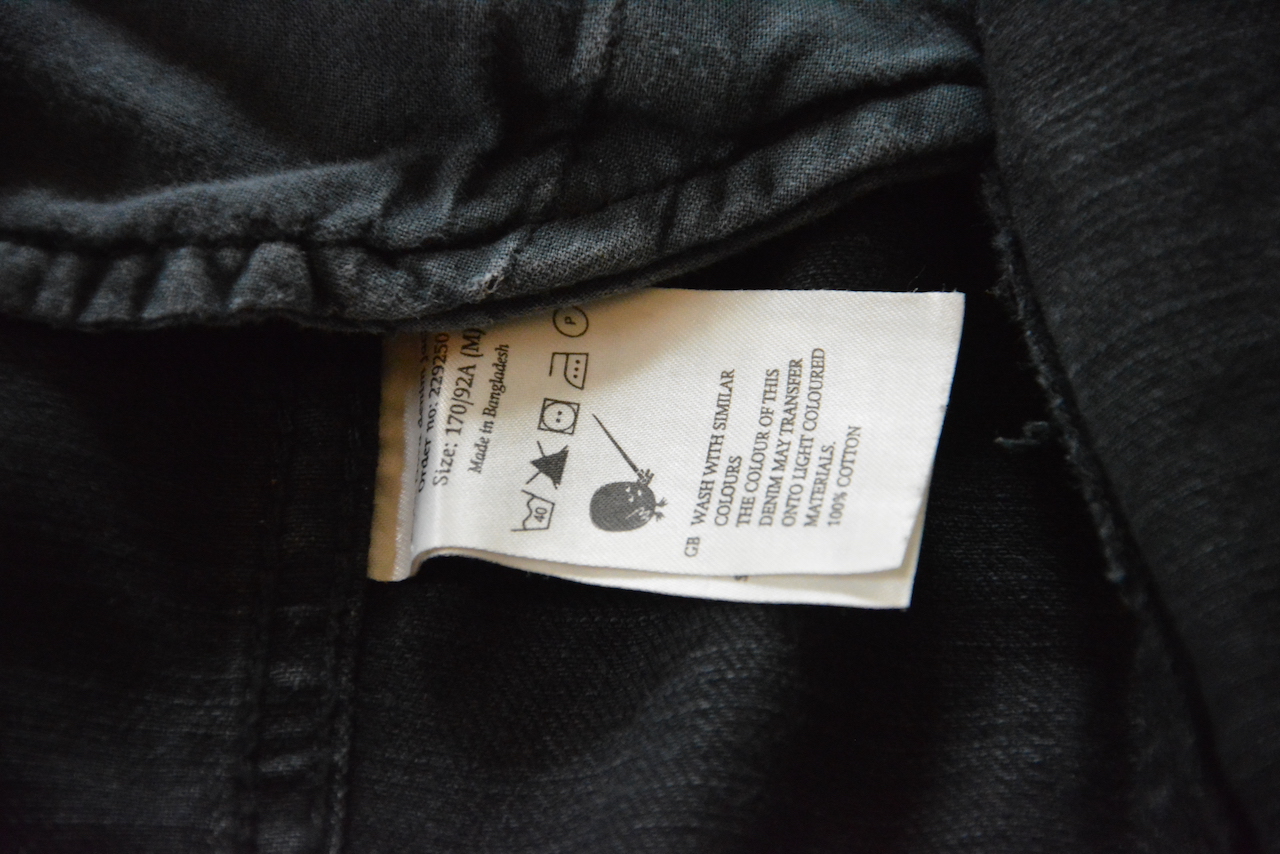 Order no: 229250
Size: 170/92A (M)
Made in Bangladesh
P
40
GB WASH WITH SIMILAR
COLOURS
THE COLOUR OF THIS
DENIM MAY TRANSFER
ONTO LIGHT COLOURED
MATERIALS.
100% COTTON